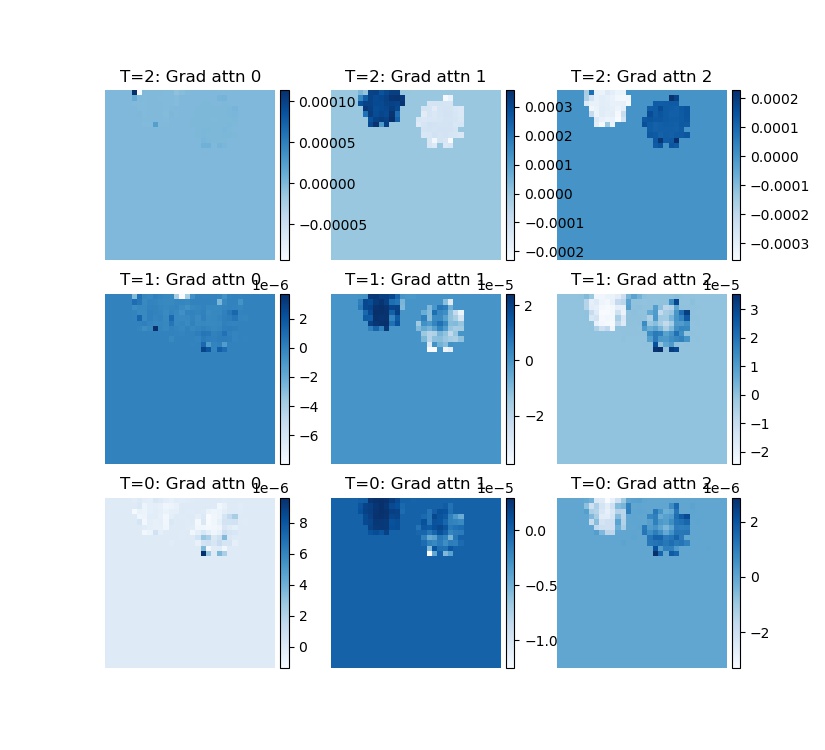 T=2: Grad attn 0
T=2: Grad attn 1
T=2: Grad attn 2
0.00010
0.00005
0.00000
−0.00005
0.0003
0.0002
0.0001
0.0000
−0.0001
−0.0002
0.0002
0.0001
0.0000
−0.0001
−0.0002
−0.0003
T=1: Grad attn 0
1e−6
T=1: Grad attn 1
1e−5
T=1: Grad attn 2
1e−5
2
0
−2
−4
−6
2
0
−2
3
2
1
0
−1
−2
T=0: Grad attn 0
1e−6
T=0: Grad attn 1
1e−5
T=0: Grad attn 2
1e−6
8
6
4
2
0
0.0
−0.5
−1.0
2
0
−2